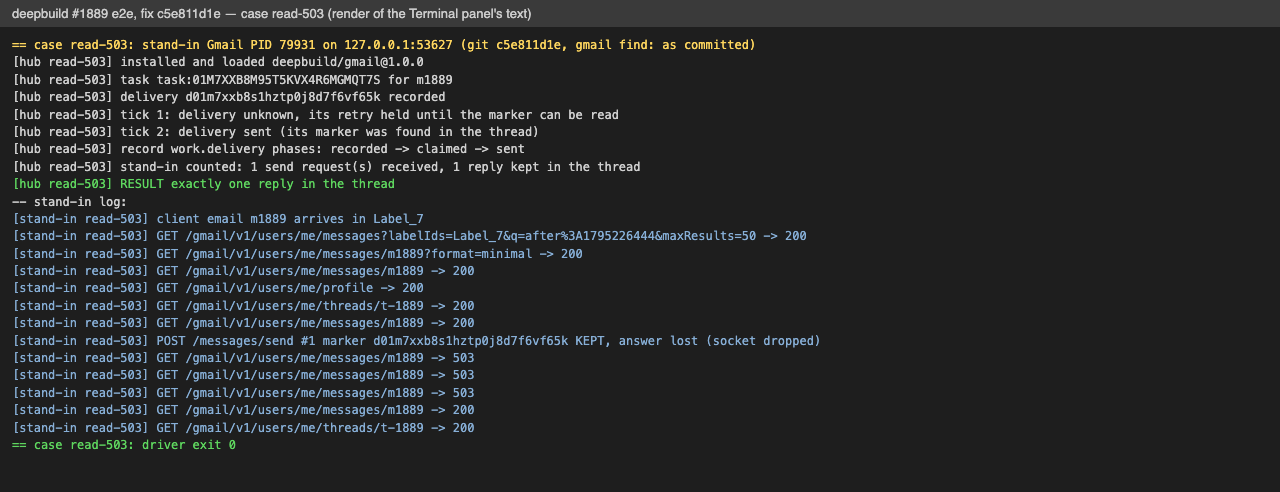 deepbuild #1889 e2e, fix c5e811d1e — case read-503 (render of the Terminal panel's text)
== case read-503: stand-in Gmail PID 79931 on 127.0.0.1:53627 (git c5e811d1e, gmail find: as committed)
[hub read-503] installed and loaded deepbuild/gmail@1.0.0
[hub read-503] task task:01M7XXB8M95T5KVX4R6MGMQT7S for m1889
[hub read-503] delivery d01m7xxb8s1hztp0j8d7f6vf65k recorded
[hub read-503] tick 1: delivery unknown, its retry held until the marker can be read
[hub read-503] tick 2: delivery sent (its marker was found in the thread)
[hub read-503] record work.delivery phases: recorded -> claimed -> sent
[hub read-503] stand-in counted: 1 send request(s) received, 1 reply kept in the thread
[hub read-503] RESULT exactly one reply in the thread
-- stand-in log:
[stand-in read-503] client email m1889 arrives in Label_7
[stand-in read-503] GET /gmail/v1/users/me/messages?labelIds=Label_7&q=after%3A1795226444&maxResults=50 -> 200
[stand-in read-503] GET /gmail/v1/users/me/messages/m1889?format=minimal -> 200
[stand-in read-503] GET /gmail/v1/users/me/messages/m1889 -> 200
[stand-in read-503] GET /gmail/v1/users/me/profile -> 200
[stand-in read-503] GET /gmail/v1/users/me/threads/t-1889 -> 200
[stand-in read-503] GET /gmail/v1/users/me/messages/m1889 -> 200
[stand-in read-503] POST /messages/send #1 marker d01m7xxb8s1hztp0j8d7f6vf65k KEPT, answer lost (socket dropped)
[stand-in read-503] GET /gmail/v1/users/me/messages/m1889 -> 503
[stand-in read-503] GET /gmail/v1/users/me/messages/m1889 -> 503
[stand-in read-503] GET /gmail/v1/users/me/messages/m1889 -> 503
[stand-in read-503] GET /gmail/v1/users/me/messages/m1889 -> 200
[stand-in read-503] GET /gmail/v1/users/me/threads/t-1889 -> 200
== case read-503: driver exit 0